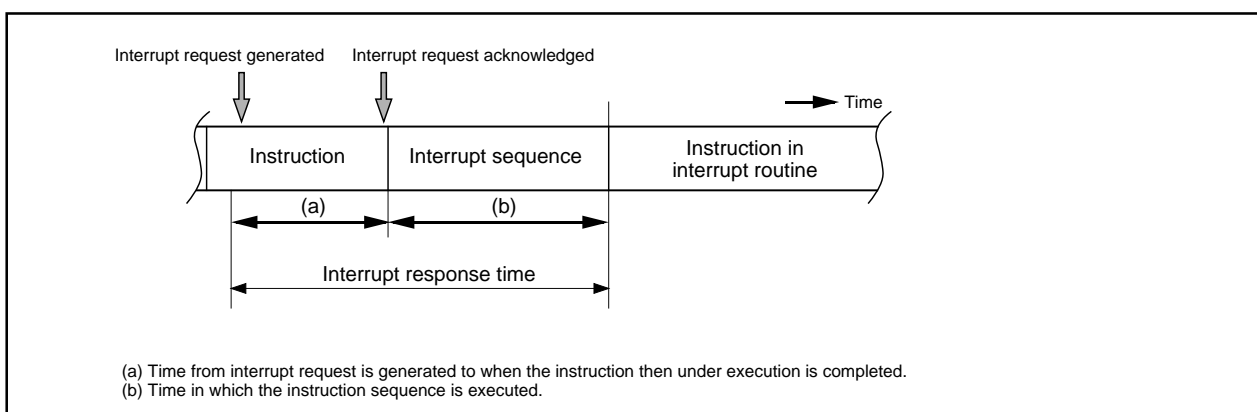 Interrupt request generated
Interrupt request acknowledged
Time
Instruction
Interrupt sequence
Instruction in
interrupt routine
(a)
(b)
Interrupt response time
(a) Time from interrupt request is generated to when the instruction then under execution is completed.
(b) Time in which the instruction sequence is executed.